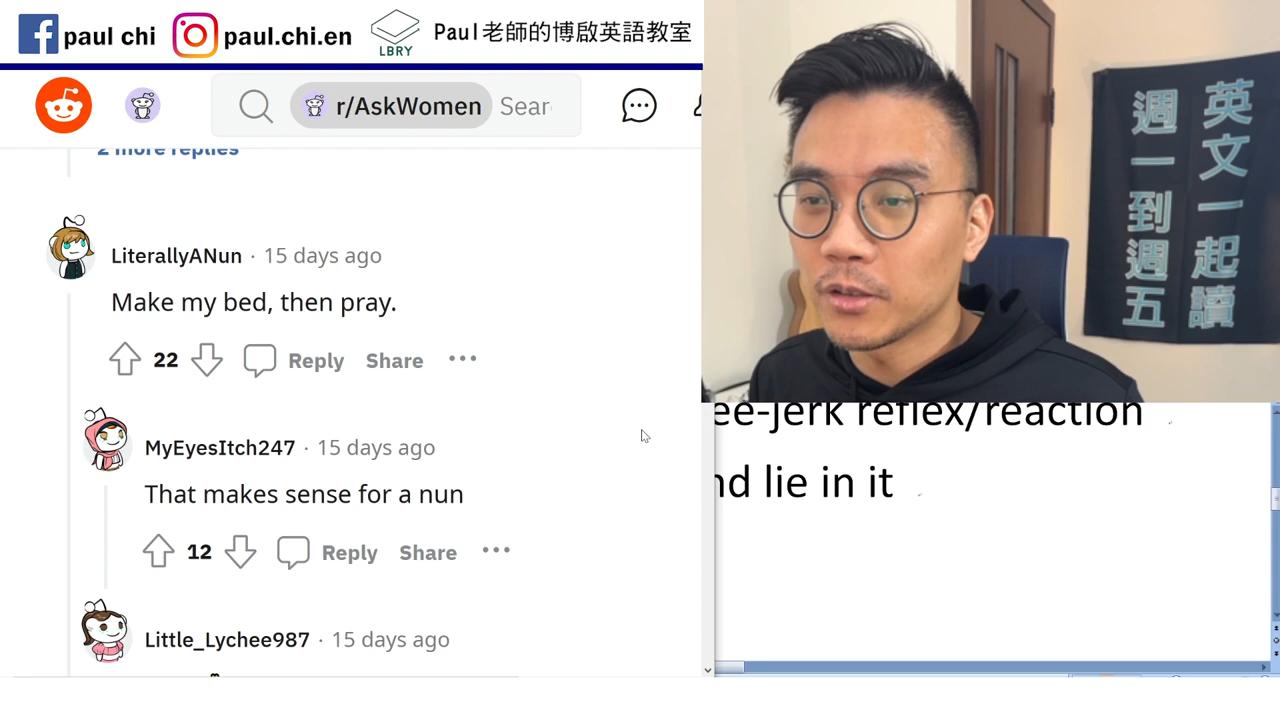 paul chi
paul.chi.en
LBRY
Paul老師的博啟英語教室
r/AskWomen
2 more replies
LiterallyANun · 15 days ago
Make my bed, then pray.
22
Reply
Share
MyEyesItch247 · 15 days ago
That makes sense for a nun
12
Reply
Share
Little_Lychee987 · 15 days ago
英文一起讀
週一到週五
ee-jerk reflex/reaction
nd lie in it